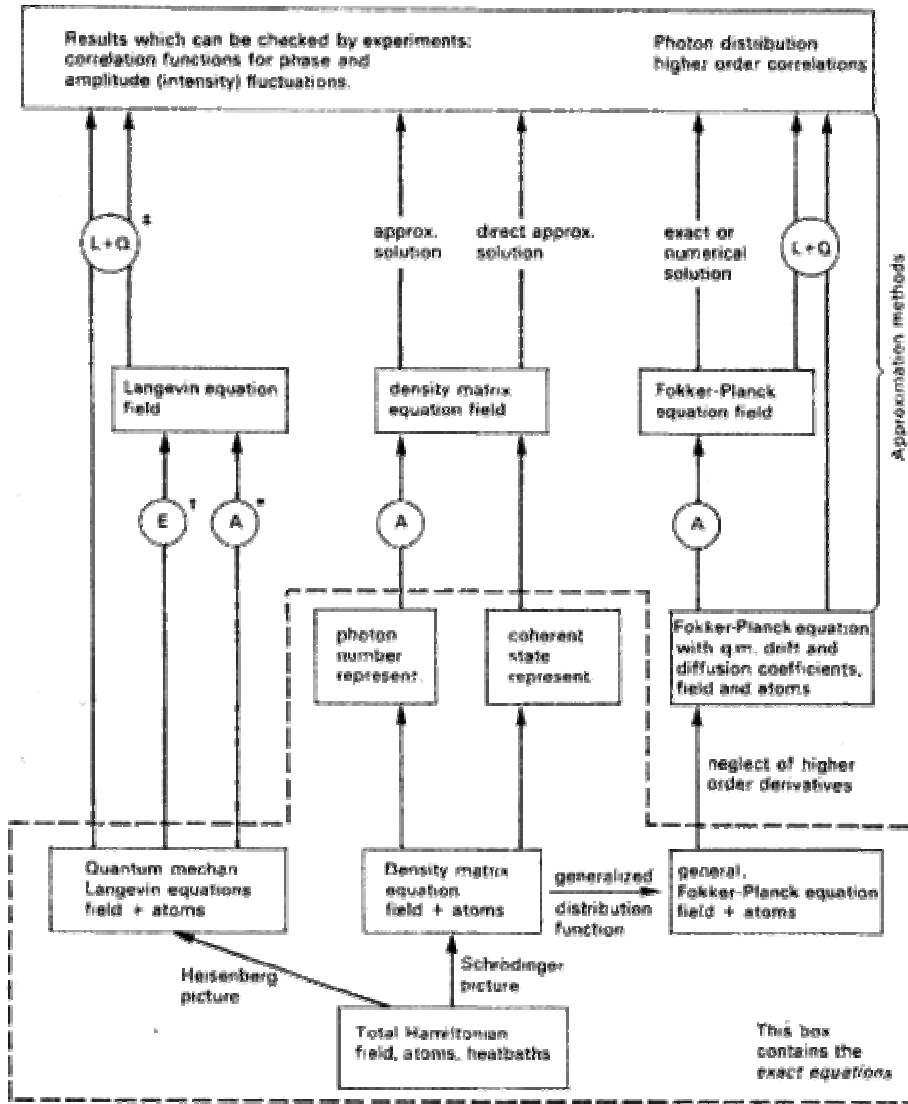 Results which can be checked by experiments:
correlation functions for phase and
amplitude (intensity) fluctuations.
Photon distribution
higher order correlations
L+Q
‡
approx.
solution
direct approx.
solution
exact or
numerical
solution
L+Q
Approximation methods
Langevin equation
field
density matrix
equation field
Fokker-Planck
equation field
E
†
A
*
A
A
photon
number
represent.
coherent
state
represent
Fokker-Planck equation
with q.m. drift and
diffusion coefficients,
field and atoms
neglect of higher
order derivatives
Quantum mechan
Langevin equations
field + atoms
Density matrix
equation
field + atoms
generalized
distribution
function
general,
Fokker-Planck equation
field + atoms
Heisenberg
picture
Schrödinger
picture
Total Hamiltonian
field, atoms, heatbaths
This box
contains the
exact equations